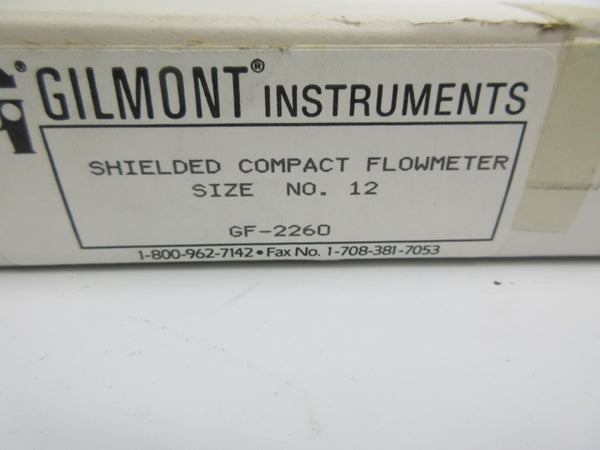 GILMONT® INSTRUMENTS
SHIELDED COMPACT FLOWMETER
SIZE NO. 12
GF-2260
1-800-962-7142 • Fax No. 1-708-381-7053